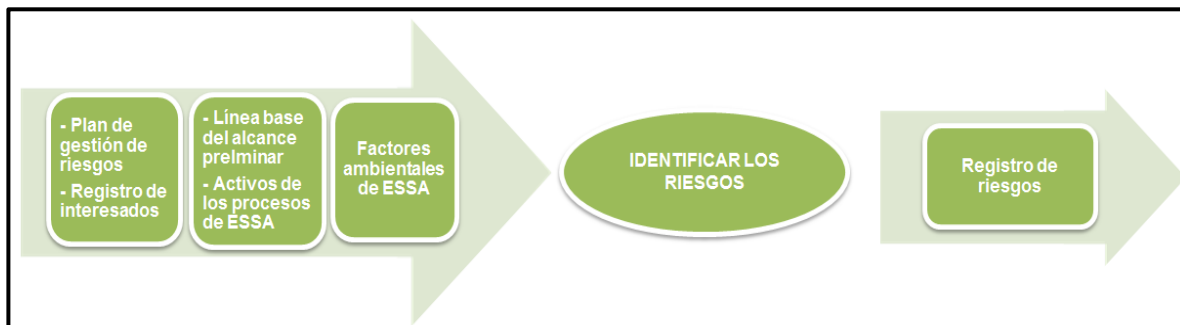 - Plan de
gestión de
riesgos
- Registro de
interesados
- Línea base
del alcance
prelminar
- Activos de
los procesos
de ESSA
Factores
ambientales
de ESSA
IDENTIFICAR LOS
RIESGOS
Registro de
riesgos